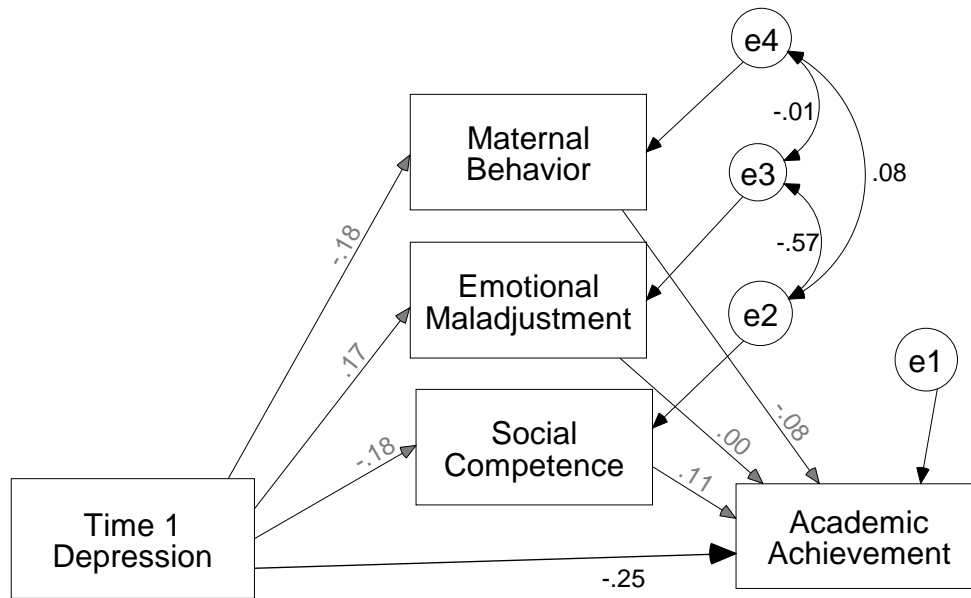 e4
-.01
Maternal
Behavior
e3
.08
-.18
-.57
Emotional
Maladjustment
e2
.17
e1
Social
Competence
-.18
.00
-.08
.11
Time 1
Depression
Academic
Achievement
-.25